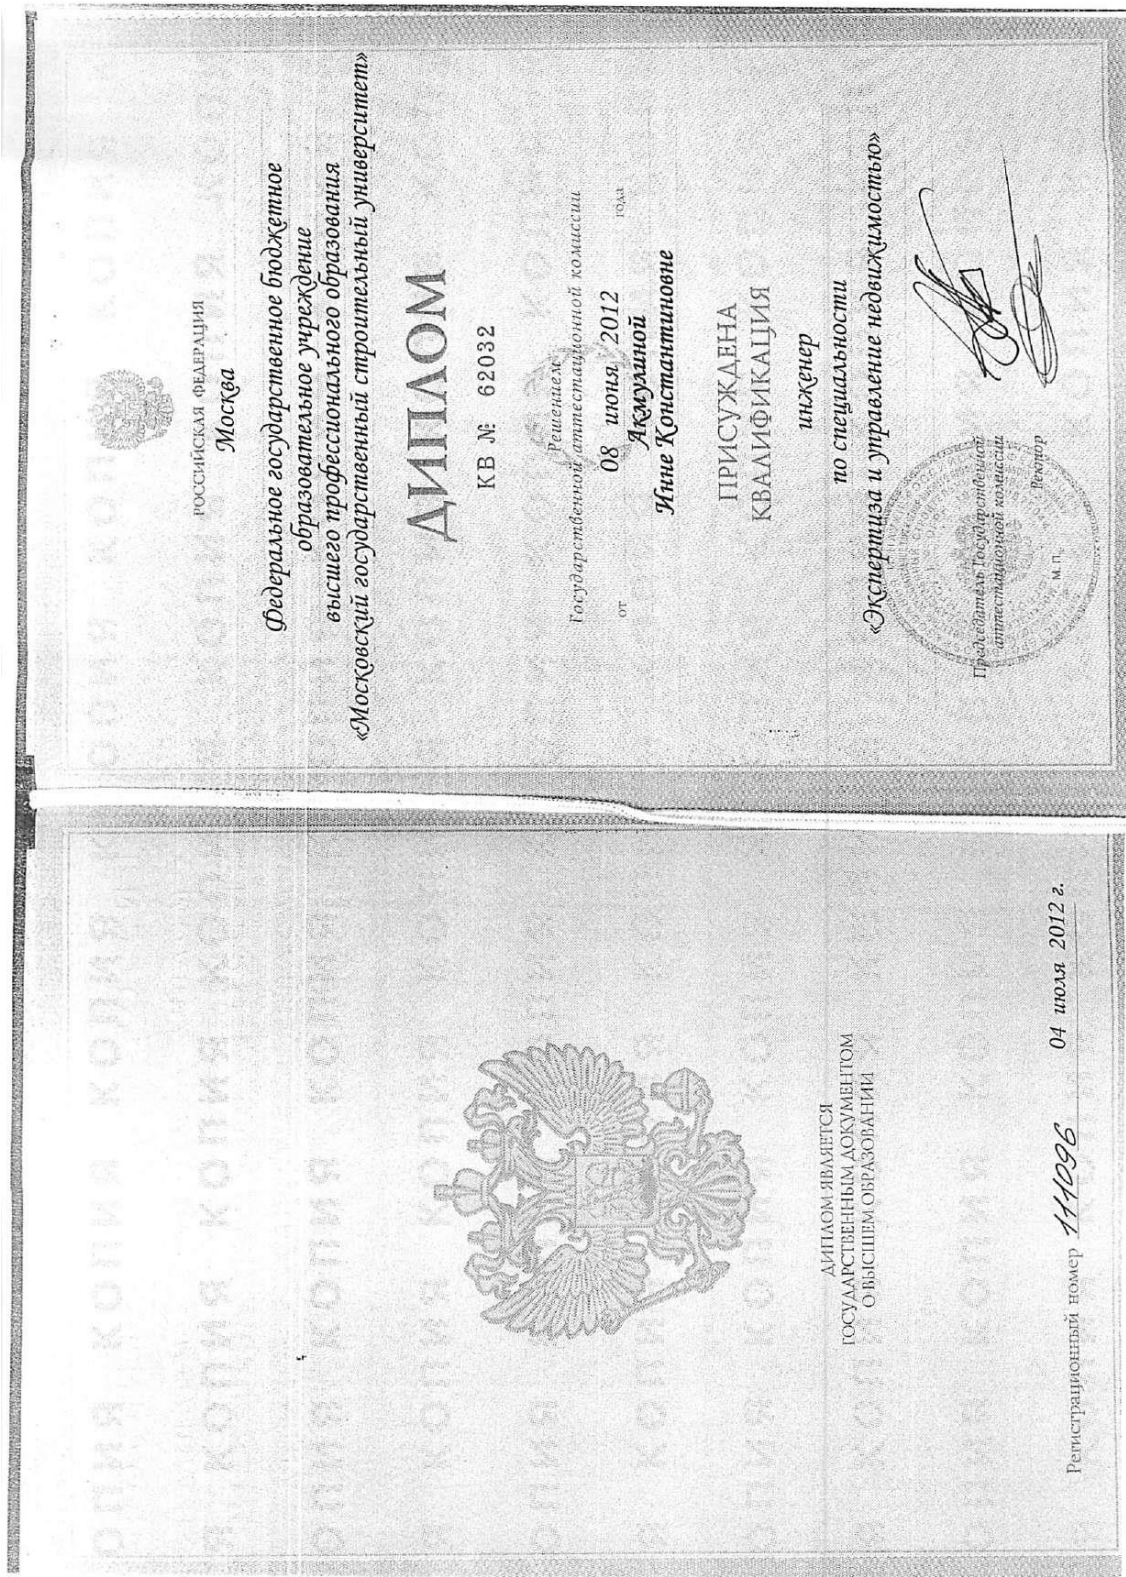 ДИПЛОМ ЯВЛЯЕТСЯ
ГОСУДАРСТВЕННЫМ ДОКУМЕНТОМ
О ВЫСШЕМ ОБРАЗОВАНИИ
Регистрационный номер 111096 04 июля 2012 г.
РОССИЙСКАЯ ФЕДЕРАЦИЯ
Москва
Федеральное государственное бюджетное
образовательное учреждение
высшего профессионального образования
«Московский государственный строительный университет»
ДИПЛОМ
КВ № 62032
Решением
Государственной аттестационной комиссии
от 08 июня 2012 года
Акмулиной
Инне Константиновне
ПРИСУЖДЕНА
КВАЛИФИКАЦИЯ
инженер
по специальности
«Экспертиза и управление недвижимостью»
Председатель Государственной
аттестационной комиссии
Ректор
М.П.